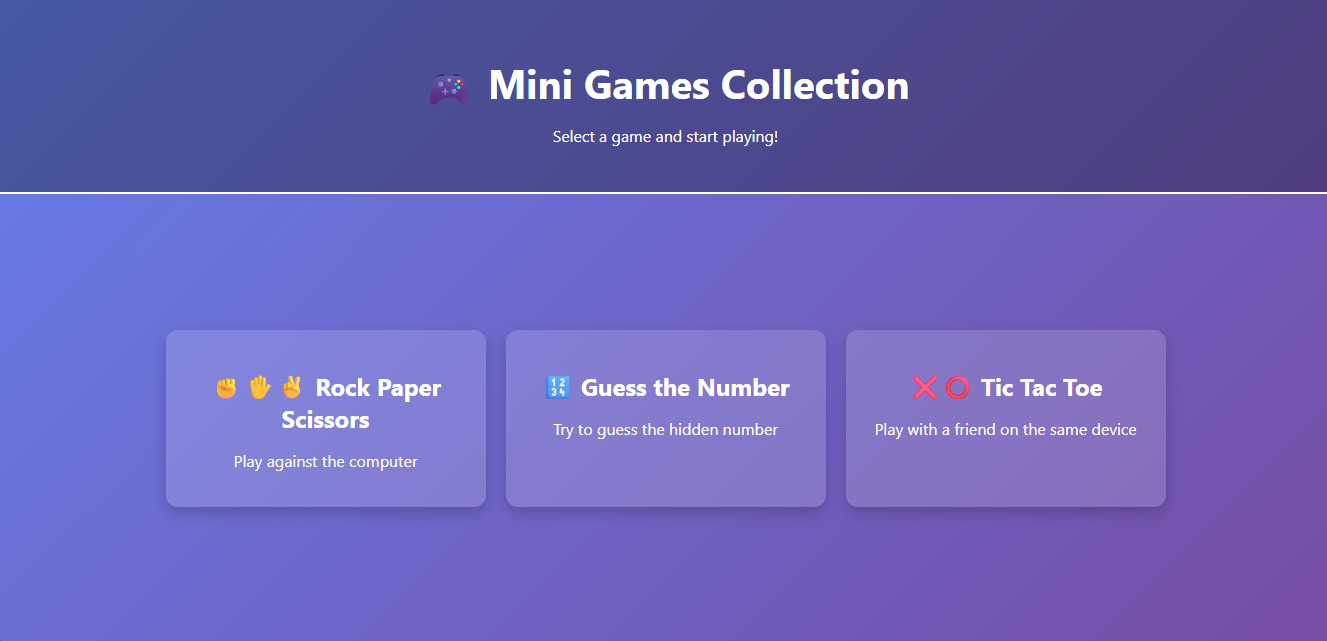 🎮 Mini Games Collection
Select a game and start playing!
✊ 🖐 ✌ Rock Paper
Scissors
Play against the computer
🔢 Guess the Number
Try to guess the hidden number
❌ ⭕ Tic Tac Toe
Play with a friend on the same device